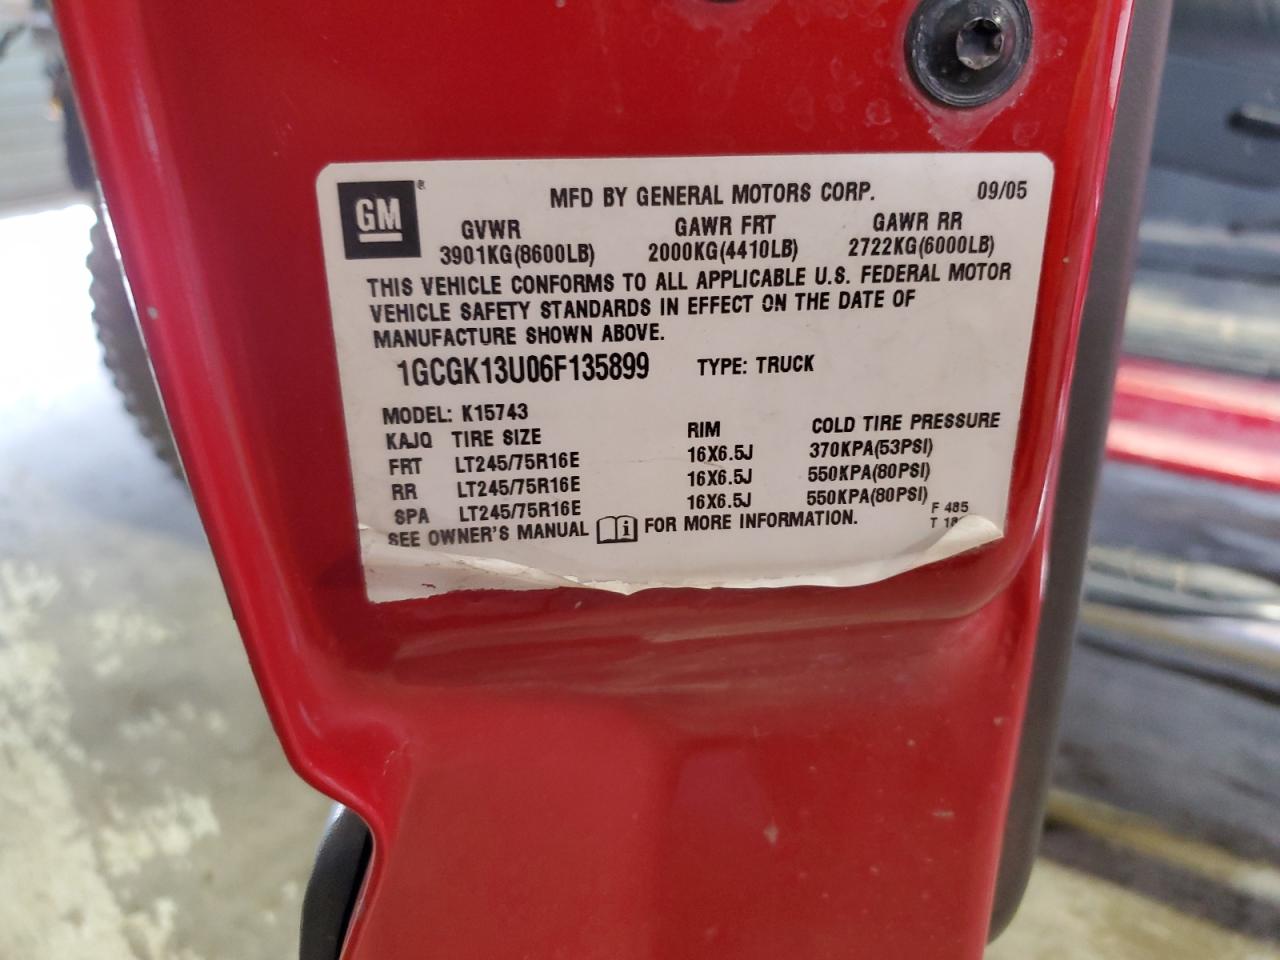 GM ® MFD BY GENERAL MOTORS CORP. 09/05
GVWR GAWR FRT GAWR RR
3901KG(8600LB) 2000KG(4410LB) 2722KG(6000LB)
THIS VEHICLE CONFORMS TO ALL APPLICABLE U.S. FEDERAL MOTOR
VEHICLE SAFETY STANDARDS IN EFFECT ON THE DATE OF
MANUFACTURE SHOWN ABOVE.
1GCGK13U06F135899 TYPE: TRUCK
MODEL: K15743
KAJQ TIRE SIZE RIM COLD TIRE PRESSURE
FRT LT245/75R16E 16X6.5J 370KPA(53PSI)
RR LT245/75R16E 16X6.5J 550KPA(80PSI)
SPA LT245/75R16E 16X6.5J 550KPA(80PSI)
SEE OWNER'S MANUAL FOR MORE INFORMATION.
F 485
T